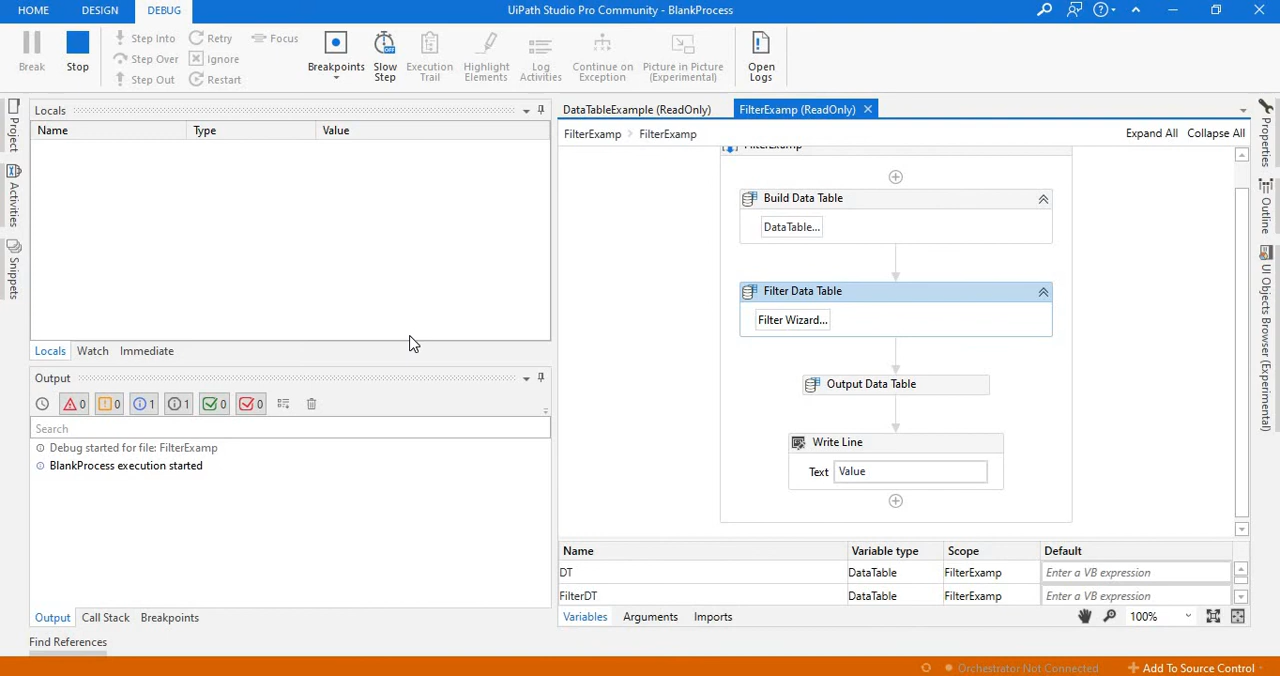 HOME DESIGN DEBUG UiPath Studio Pro Community - BlankProcess
Break
Stop
Step Into
Step Over
Step Out
Retry
Ignore
Restart
Focus
Breakpoints
Slow
Step
Execution
Trail
Highlight
Elements
Log
Activities
Continue on
Exception
Picture in Picture
(Experimental)
Open
Logs
Project
Activities
Snippets
Locals
Name Type Value
Locals Watch Immediate
Output
0 0 1 1 0 0
Search
Debug started for file: FilterExamp
BlankProcess execution started
Output Call Stack Breakpoints
Find References
DataTableExample (ReadOnly) FilterExamp (ReadOnly)
FilterExamp > FilterExamp Expand All Collapse All
FilterExamp
Build Data Table
DataTable...
Filter Data Table
Filter Wizard...
Output Data Table
Write Line
Text Value
Name Variable type Scope Default
DT DataTable FilterExamp Enter a VB expression
FilterDT DataTable FilterExamp Enter a VB expression
Variables Arguments Imports 100%
Properties
Outline
UI Objects Browser (Experimental)
Orchestrator Not Connected Add To Source Control